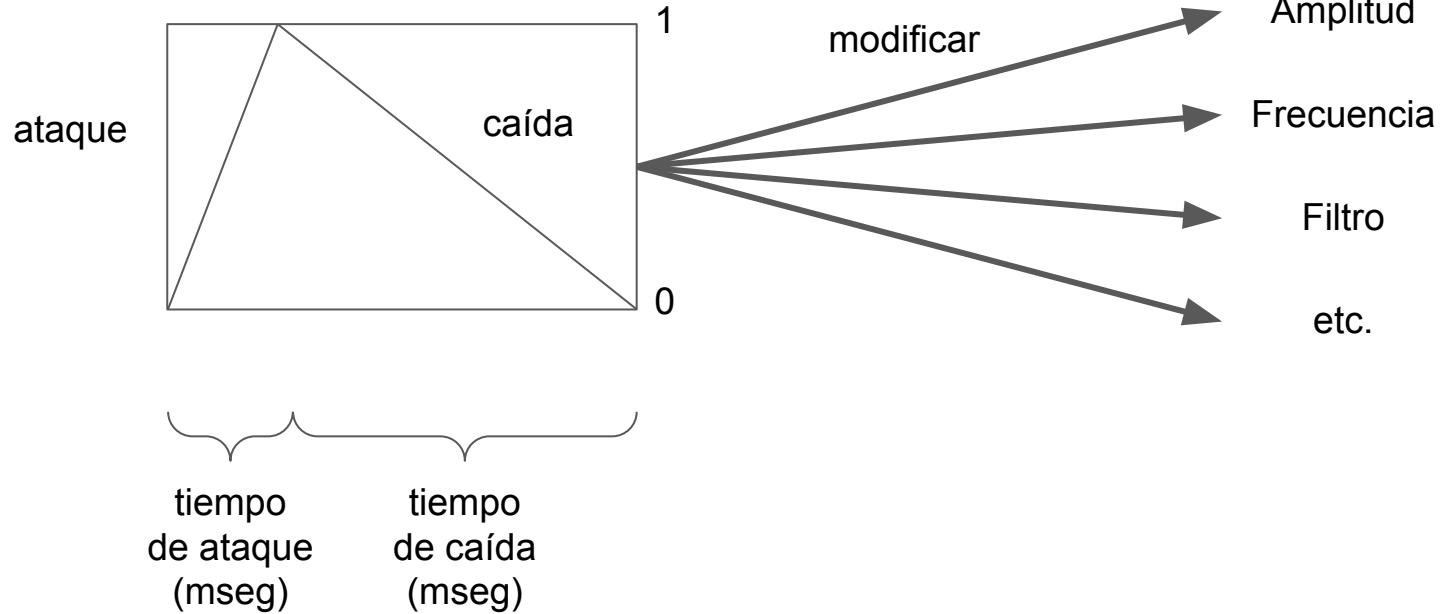 Amplitud
1
modificar
Frecuencia
ataque
caída
Filtro
0
etc.
tiempo
de ataque
(mseg)
tiempo
de caída
(mseg)